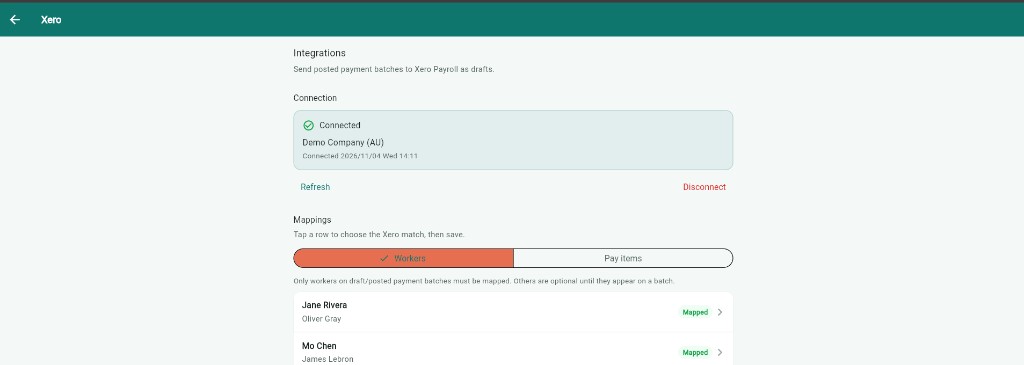 Xero
Integrations
Send posted payment batches to Xero Payroll as drafts.
Connection
Connected
Demo Company (AU)
Connected 2026/11/04 Wed 14:11
Refresh
Disconnect
Mappings
Tap a row to choose the Xero match, then save.
Workers
Pay items
Only workers on draft/posted payment batches must be mapped. Others are optional until they appear on a batch.
Jane Rivera
Oliver Gray
Mapped
Mo Chen
James Lebron
Mapped